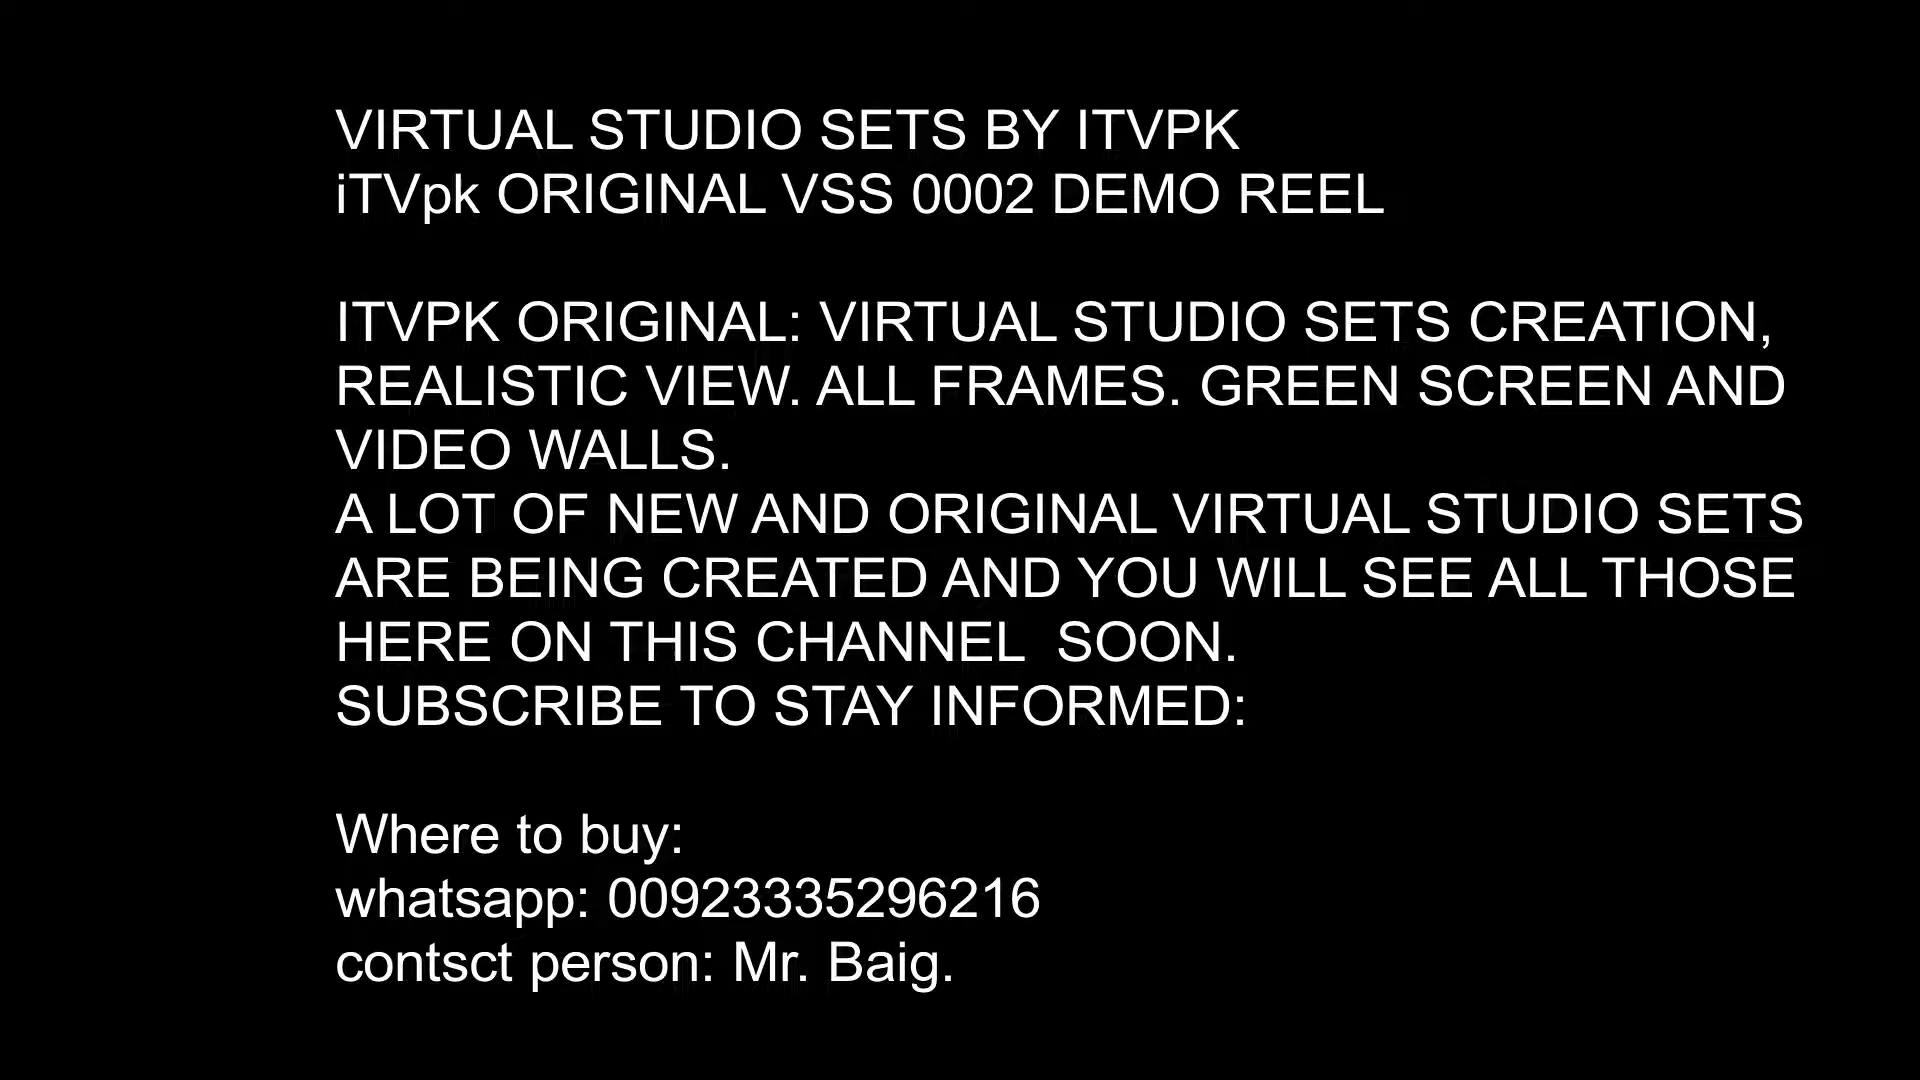 VIRTUAL STUDIO SETS BY ITVPK
iTVpk ORIGINAL VSS 0002 DEMO REEL
ITVPK ORIGINAL: VIRTUAL STUDIO SETS CREATION,
REALISTIC VIEW. ALL FRAMES. GREEN SCREEN AND
VIDEO WALLS.
A LOT OF NEW AND ORIGINAL VIRTUAL STUDIO SETS
ARE BEING CREATED AND YOU WILL SEE ALL THOSE
HERE ON THIS CHANNEL  SOON.
SUBSCRIBE TO STAY INFORMED:
Where to buy:
whatsapp: 00923335296216
contsct person: Mr. Baig.